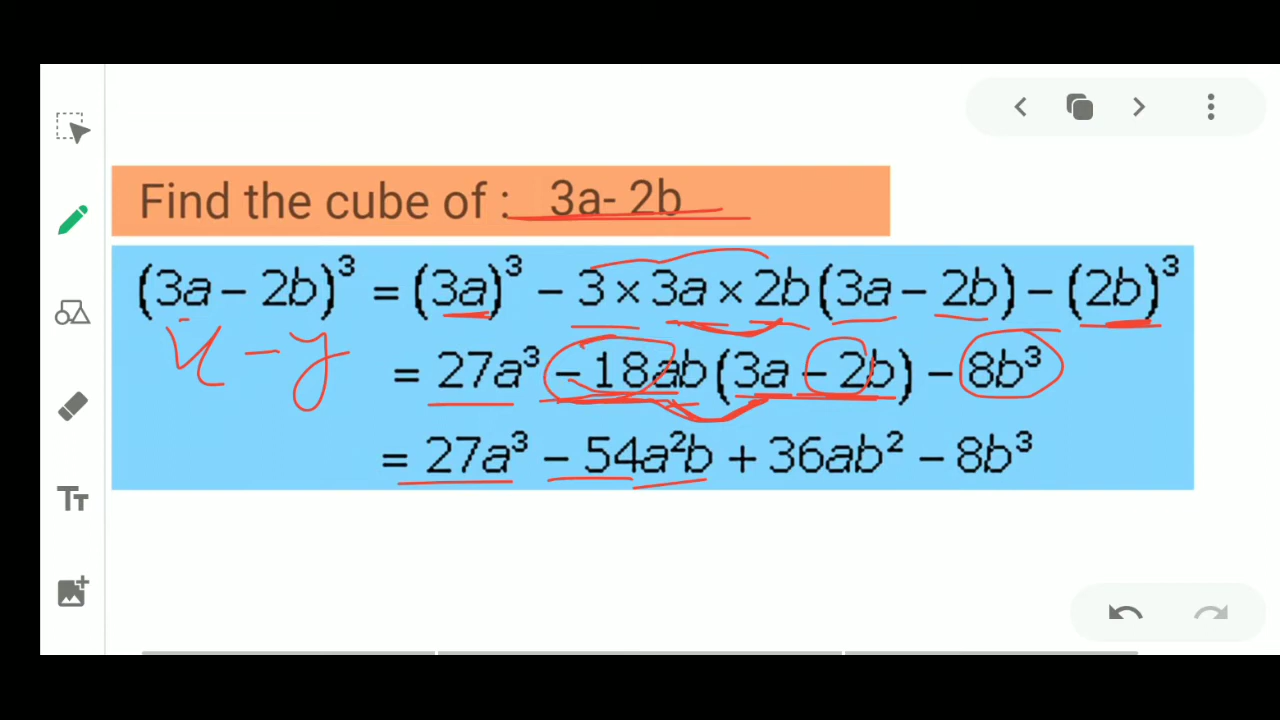 Find the cube of : 3a- 2b
(3a – 2b)³ = (3a)³ – 3 × 3a × 2b(3a – 2b) – (2b)³
x – y
= 27a³ – 18ab(3a – 2b) – 8b³
= 27a³ – 54a²b + 36ab² – 8b³
TT